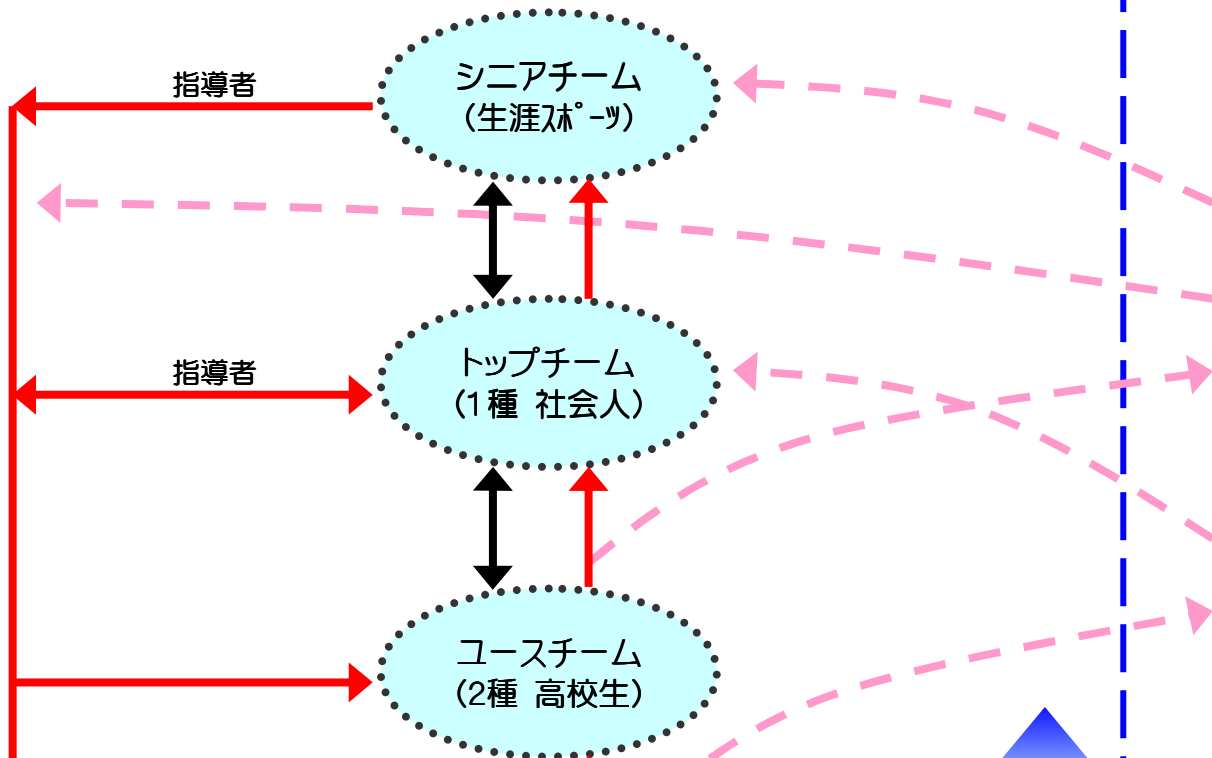 指導者
シニアチーム
(生涯ｽﾎﾟｰﾂ)
指導者
トップチーム
(1種 社会人)
ユースチーム
(2種 高校生)